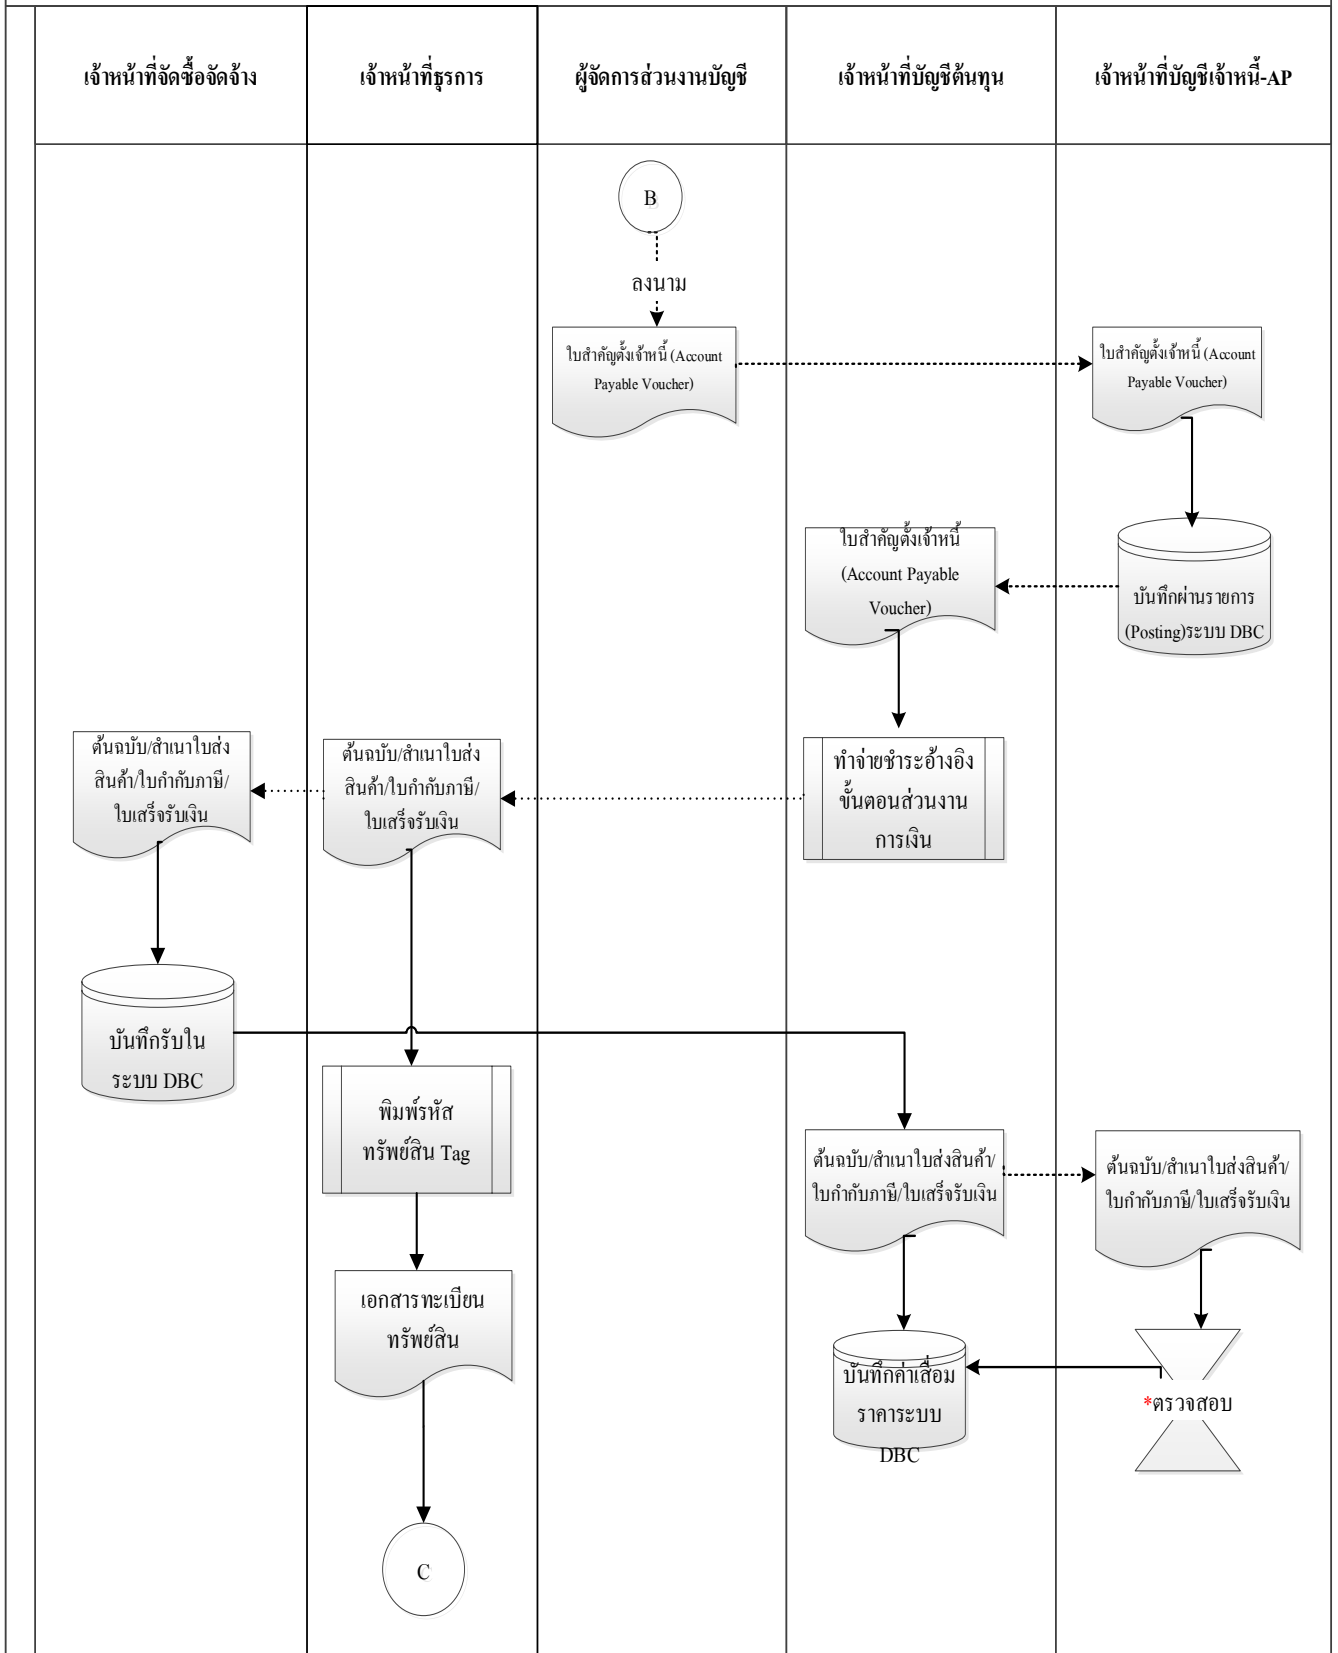 เจ้าหน้าที่จัดซื้อจัดจ้าง
เจ้าหน้าที่ธุรการ
ผู้จัดการส่วนงานบัญชี
เจ้าหน้าที่บัญชีต้นทุน
เจ้าหน้าที่บัญชีเจ้าหนี้-AP
B
ลงนาม
ใบสำคัญตั้งเจ้าหนี้ (Account
Payable Voucher)
ใบสำคัญตั้งเจ้าหนี้ (Account
Payable Voucher)
ใบสำคัญตั้งเจ้าหนี้
(Account Payable
Voucher)
บันทึกผ่านรายการ
(Posting)ระบบ DBC
ต้นฉบับ/สำเนาใบส่ง
สินค้า/ใบกำกับภาษี/
ใบเสร็จรับเงิน
ต้นฉบับ/สำเนาใบส่ง
สินค้า/ใบกำกับภาษี/
ใบเสร็จรับเงิน
ทำจ่ายชำระอ้างอิง
ขั้นตอนส่วนงาน
การเงิน
บันทึกรับใน
ระบบ DBC
พิมพ์รหัส
ทรัพย์สิน Tag
ต้นฉบับ/สำเนาใบส่งสินค้า/
ใบกำกับภาษี/ใบเสร็จรับเงิน
ต้นฉบับ/สำเนาใบส่งสินค้า/
ใบกำกับภาษี/ใบเสร็จรับเงิน
เอกสารทะเบียน
ทรัพย์สิน
บันทึกค่าเสื่อม
ราคาระบบ
DBC
*ตรวจสอบ
C